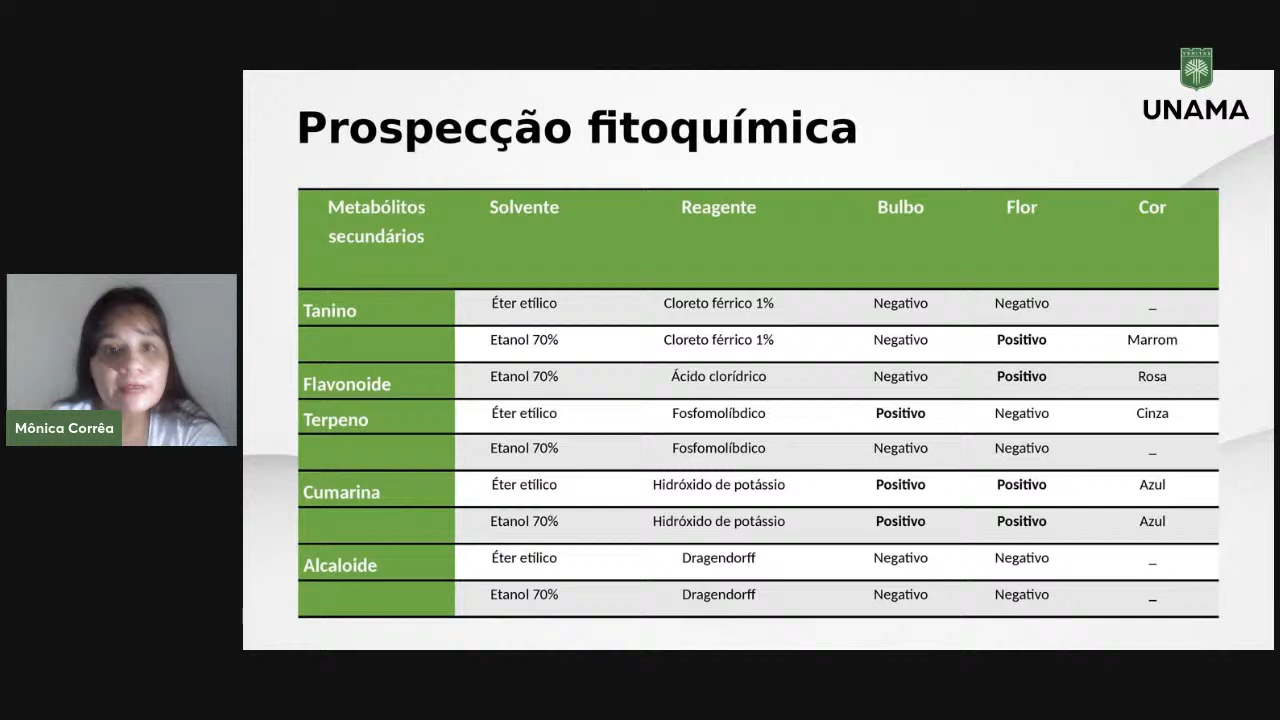 VERITAS
UNAMA
Prospecção fitoquímica
Metabólitos secundários Solvente Reagente Bulbo Flor Cor
Tanino Éter etílico Cloreto férrico 1% Negativo Negativo _
Etanol 70% Cloreto férrico 1% Negativo Positivo Marrom
Flavonoide Etanol 70% Ácido clorídrico Negativo Positivo Rosa
Terpeno Éter etílico Fosfomolíbdico Positivo Negativo Cinza
Etanol 70% Fosfomolíbdico Negativo Negativo _
Cumarina Éter etílico Hidróxido de potássio Positivo Positivo Azul
Etanol 70% Hidróxido de potássio Positivo Positivo Azul
Alcaloide Éter etílico Dragendorff Negativo Negativo _
Etanol 70% Dragendorff Negativo Negativo _
Mônica Corrêa